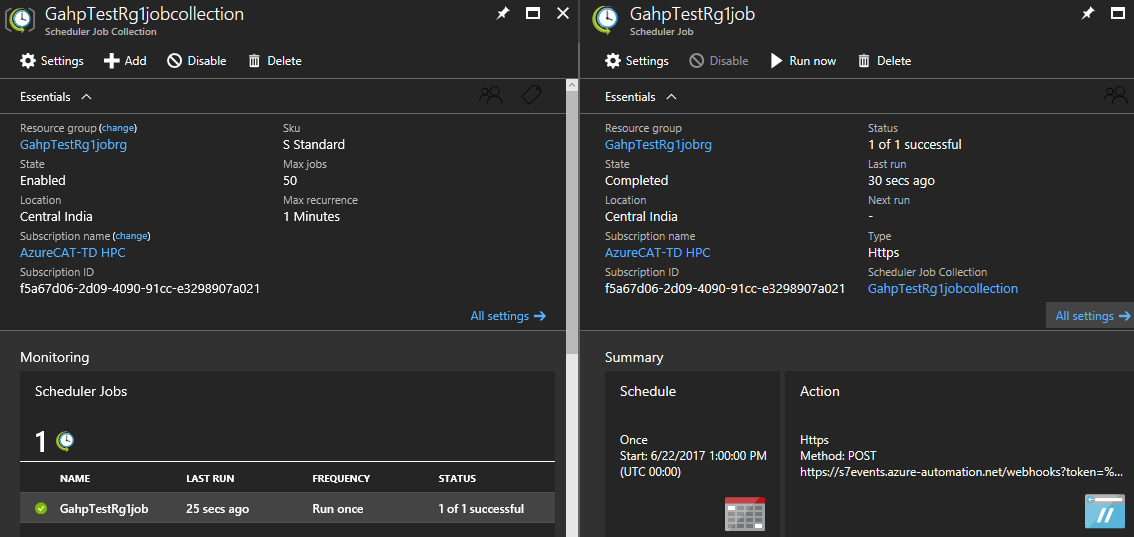 GahpTestRg1jobcollection
Scheduler Job Collection
Settings Add Disable Delete
Essentials
Resource group (change)
GahpTestRg1jobrg
Sku
S Standard
State
Enabled
Max jobs
50
Location
Central India
Max recurrence
1 Minutes
Subscription name (change)
AzureCAT-TD HPC
Subscription ID
f5a67d06-2d09-4090-91cc-e3298907a021
All settings
Monitoring
Scheduler Jobs
1
NAME LAST RUN FREQUENCY STATUS
GahpTestRg1job 25 secs ago Run once 1 of 1 successful
GahpTestRg1job
Scheduler Job
Settings Disable Run now Delete
Essentials
Resource group
GahpTestRg1jobrg
Status
1 of 1 successful
State
Completed
Last run
30 secs ago
Location
Central India
Next run
-
Subscription name
AzureCAT-TD HPC
Type
Https
Subscription ID
f5a67d06-2d09-4090-91cc-e3298907a021
Scheduler Job Collection
GahpTestRg1jobcollection
All settings
Summary
Schedule
Once
Start: 6/22/2017 1:00:00 PM
(UTC 00:00)
Action
Https
Method: POST
https://s7events.azure-automation.net/webhooks?token=%...